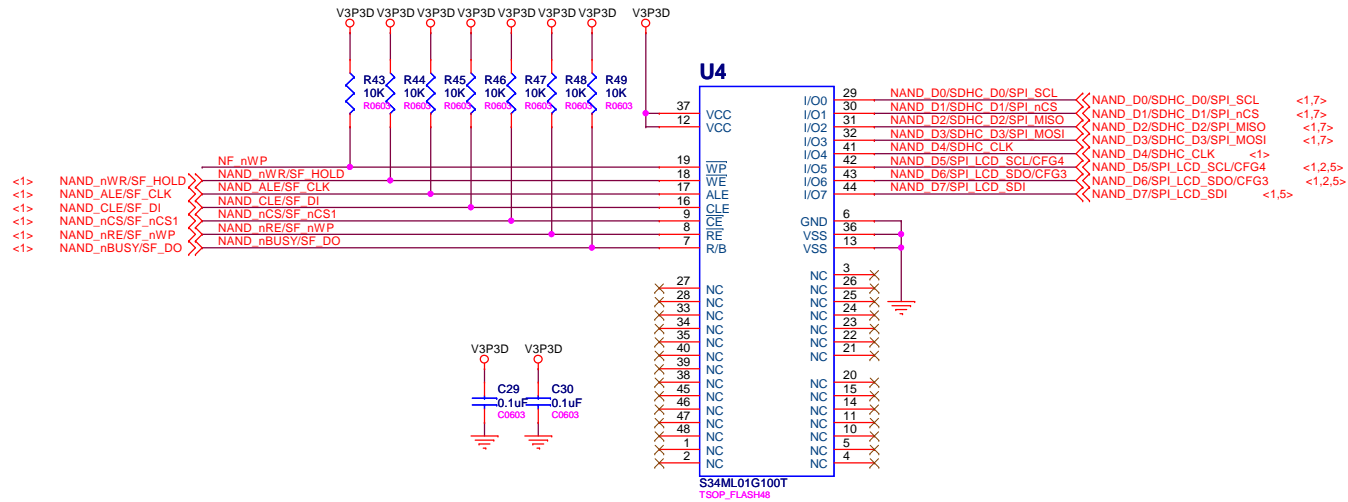 V3P3D V3P3D V3P3D V3P3D V3P3D V3P3D V3P3D V3P3D
R43 R44 R45 R46 R47 R48 R49
10K 10K 10K 10K 10K 10K 10K
R0603 R0603 R0603 R0603 R0603 R0603 R0603
U4
37 VCC
12 VCC
NF_nWP 19 WP
<1> NAND_nWR/SF_HOLD NAND_nWR/SF_HOLD 18 WE
<1> NAND_ALE/SF_CLK NAND_ALE/SF_CLK 17 ALE
<1> NAND_CLE/SF_DI NAND_CLE/SF_DI 16 CLE
<1> NAND_nCS/SF_nCS1 NAND_nCS/SF_nCS1 9 CE
<1> NAND_nRE/SF_nWP NAND_nRE/SF_nWP 8 RE
<1> NAND_nBUSY/SF_DO NAND_nBUSY/SF_DO 7 R/B
27 NC
28 NC
33 NC
34 NC
35 NC
40 NC
39 NC
38 NC
45 NC
46 NC
47 NC
48 NC
1 NC
2 NC
I/O0 29 NAND_D0/SDHC_D0/SPI_SCL NAND_D0/SDHC_D0/SPI_SCL <1,7>
I/O1 30 NAND_D1/SDHC_D1/SPI_nCS NAND_D1/SDHC_D1/SPI_nCS <1,7>
I/O2 31 NAND_D2/SDHC_D2/SPI_MISO NAND_D2/SDHC_D2/SPI_MISO <1,7>
I/O3 32 NAND_D3/SDHC_D3/SPI_MOSI NAND_D3/SDHC_D3/SPI_MOSI <1,7>
I/O4 41 NAND_D4/SDHC_CLK NAND_D4/SDHC_CLK <1>
I/O5 42 NAND_D5/SPI_LCD_SCL/CFG4 NAND_D5/SPI_LCD_SCL/CFG4 <1,2,5>
I/O6 43 NAND_D6/SPI_LCD_SDO/CFG3 NAND_D6/SPI_LCD_SDO/CFG3 <1,2,5>
I/O7 44 NAND_D7/SPI_LCD_SDI NAND_D7/SPI_LCD_SDI <1,5>
GND 6
VSS 36
VSS 13
NC 3
NC 26
NC 25
NC 24
NC 23
NC 22
NC 21
NC 20
NC 15
NC 14
NC 11
NC 10
NC 5
NC 4
V3P3D V3P3D
C29 C30
0.1uF 0.1uF
C0603 C0603
S34ML01G100T
TSOP_FLASH48